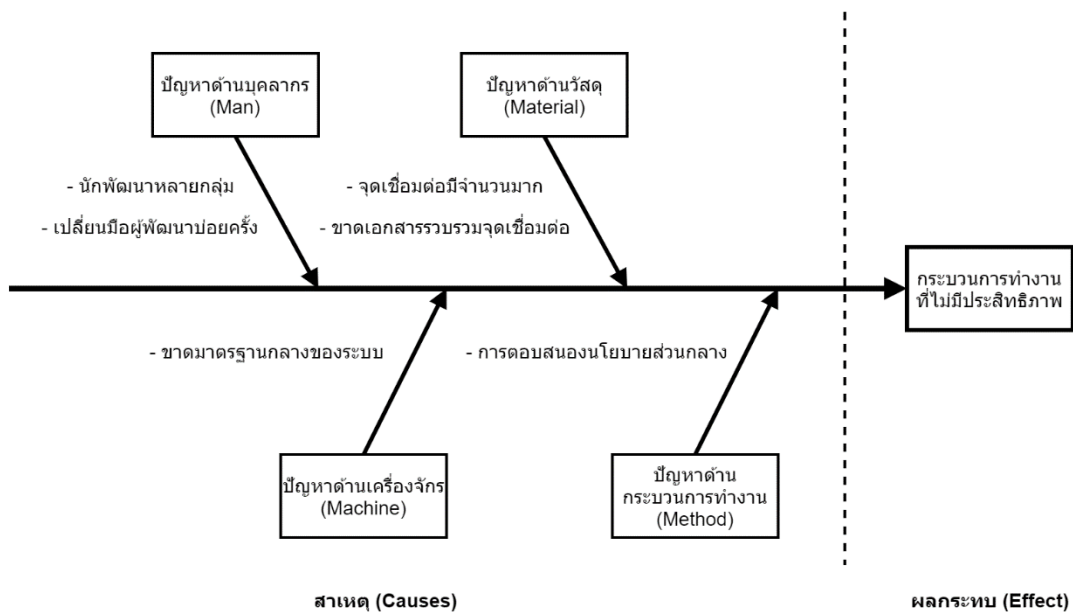 ปัญหาด้านบุคลากร
(Man)
ปัญหาด้านวัสดุ
(Material)
- นักพัฒนาหลายกลุ่ม
- เปลี่ยนมือผู้พัฒนาบ่อยครั้ง
- จุดเชื่อมต่อมีจำนวนมาก
- ขาดเอกสารรวบรวมจุดเชื่อมต่อ
กระบวนการทำงาน
ที่ไม่มีประสิทธิภาพ
- ขาดมาตรฐานกลางของระบบ
- การตอบสนองนโยบายส่วนกลาง
ปัญหาด้านเครื่องจักร
(Machine)
ปัญหาด้าน
กระบวนการทำงาน
(Method)
สาเหตุ (Causes)
ผลกระทบ (Effect)